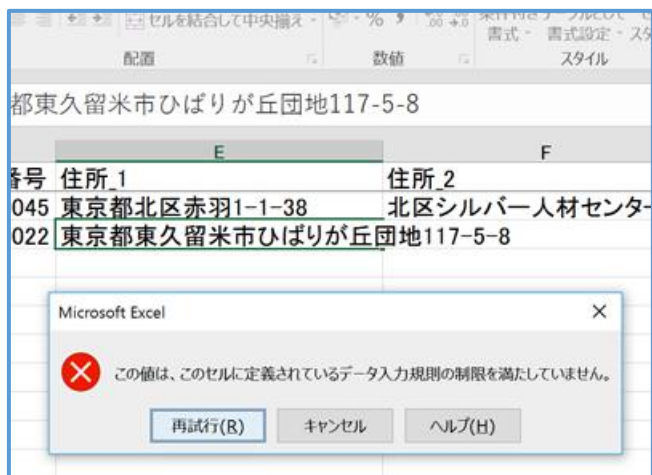 セルを結合して中央揃え
%
書式 書式設定
配置 数値 スタイル
都東久留米市ひばりが丘団地117-5-8
E F
番号 住所_1 住所_2
045 東京都北区赤羽1-1-38 北区シルバー人材センター
022 東京都東久留米市ひばりが丘団地117-5-8
Microsoft Excel
この値は、このセルに定義されているデータ入力規則の制限を満たしていません。
再試行(R) キャンセル ヘルプ(H)